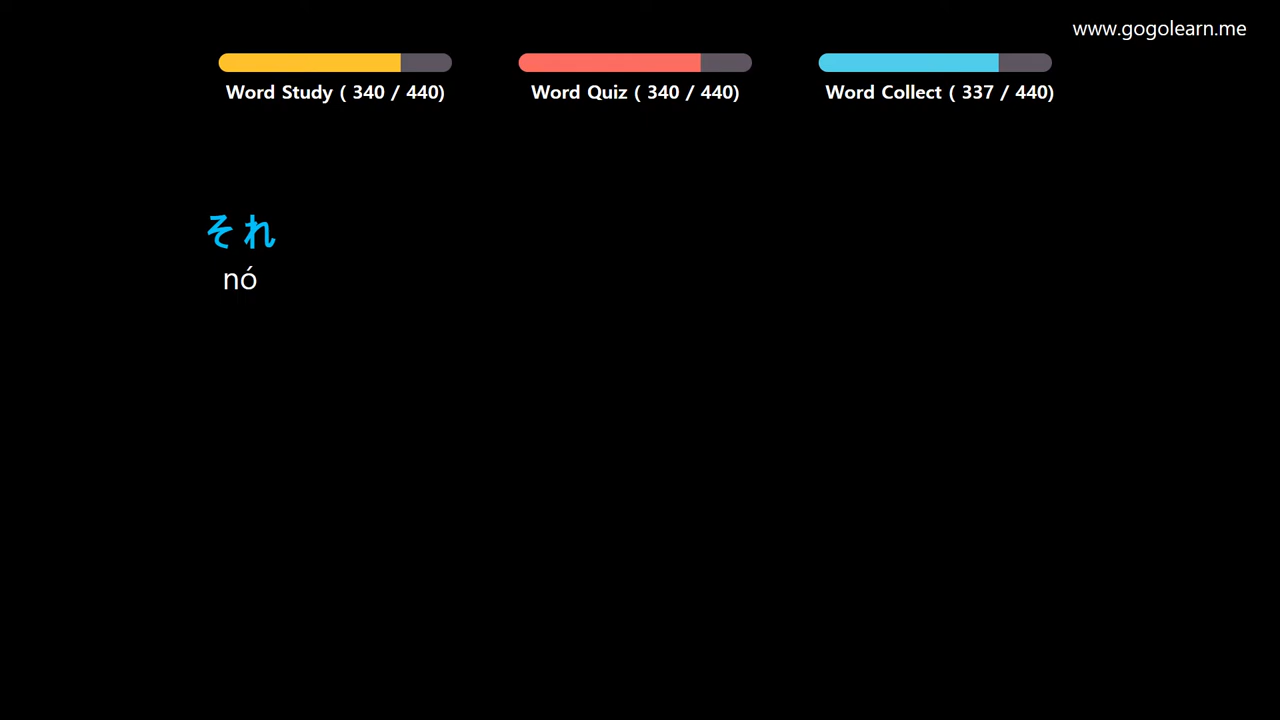 www.gogolearn.me
Word Study ( 340 / 440)
Word Quiz ( 340 / 440)
Word Collect ( 337 / 440)
それ
nó